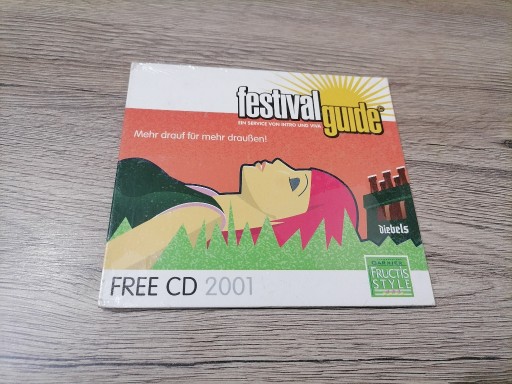 festivalguide
EIN SERVICE VON INTRO UND VIVA
Mehr drauf für mehr draußen!
diebels
GARNIER
FRUCTIS
STYLE
FREE CD 2001